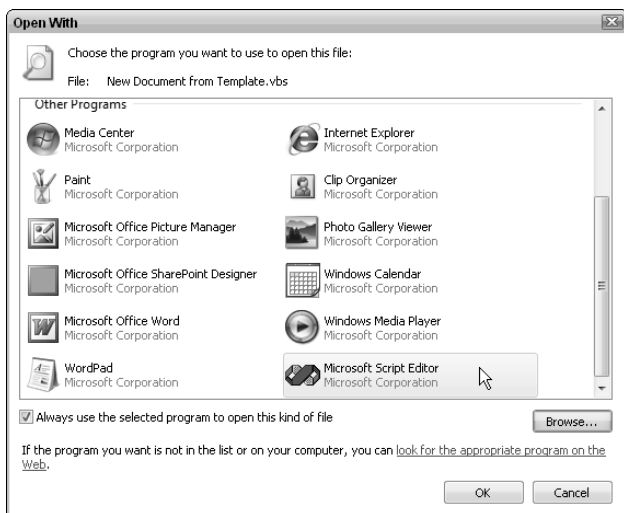 Open With
Choose the program you want to use to open this file:
File: New Document from Template.vbs
Other Programs
Media Center
Microsoft Corporation
Internet Explorer
Microsoft Corporation
Paint
Microsoft Corporation
Clip Organizer
Microsoft Corporation
Microsoft Office Picture Manager
Microsoft Corporation
Photo Gallery Viewer
Microsoft Corporation
Microsoft Office SharePoint Designer
Microsoft Corporation
Windows Calendar
Microsoft Corporation
Microsoft Office Word
Microsoft Corporation
Windows Media Player
Microsoft Corporation
WordPad
Microsoft Corporation
Microsoft Script Editor
Microsoft Corporation
Always use the selected program to open this kind of file
Browse...
If the program you want is not in the list or on your computer, you can look for the appropriate program on the
Web.
OK
Cancel